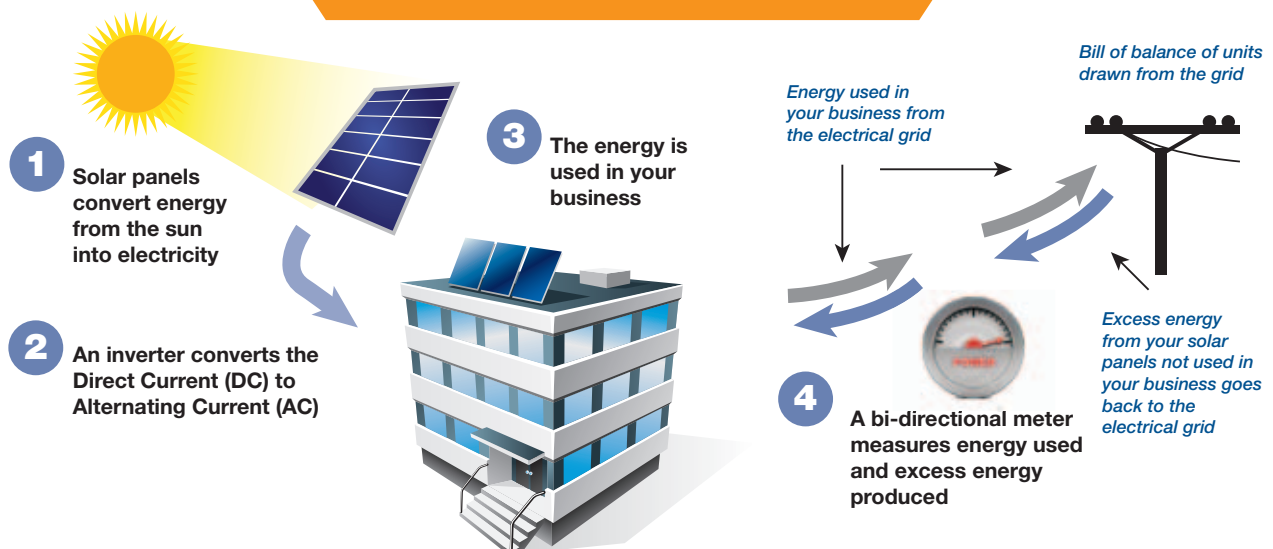 1
Solar panels
convert energy
from the sun
into electricity
2
An inverter converts the
Direct Current (DC) to
Alternating Current (AC)
3
The energy is
used in your
business
Energy used in
your business from
the electrical grid
Bill of balance of units
drawn from the grid
4
A bi-directional meter
measures energy used
and excess energy
produced
Excess energy
from your solar
panels not used in
your business goes
back to the
electrical grid